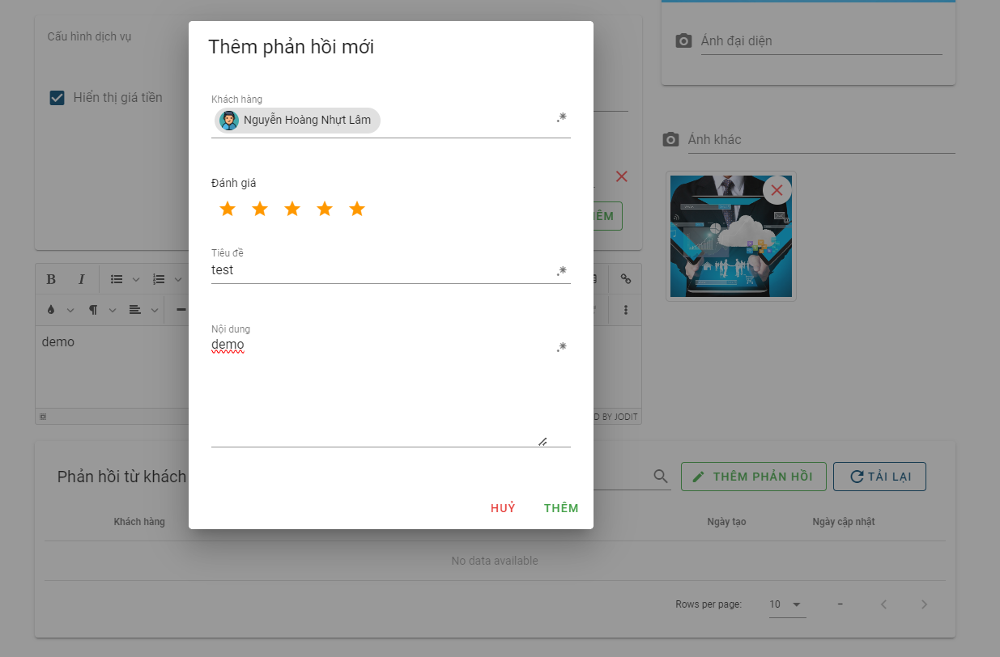 Cấu hình dịch vụ
Hiển thị giá tiền
Ảnh đại diện
Ảnh khác
Thêm phản hồi mới
Khách hàng
Nguyễn Hoàng Nhựt Lâm
Đánh giá
Tiêu đề
test
Nội dung
demo
HUỶ
THÊM
demo
BY JODIT
Phản hồi từ khách
THÊM PHẢN HỒI
TẢI LẠI
Khách hàng
Ngày tạo
Ngày cập nhật
No data available
Rows per page:
10
–